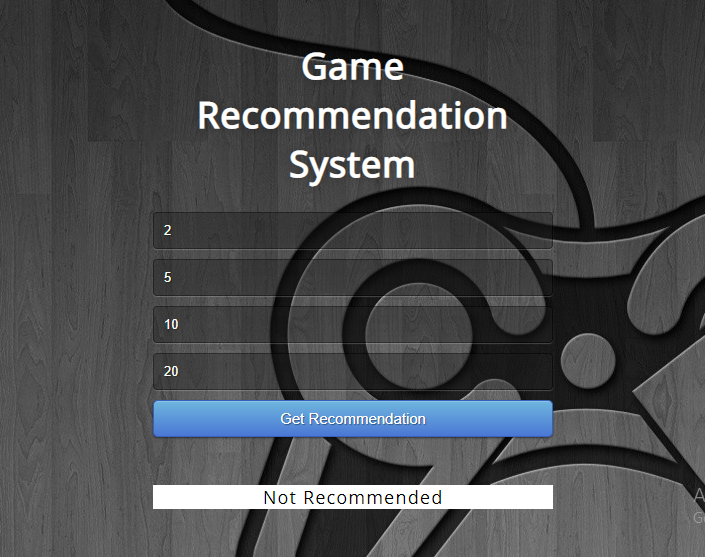 Game
Recommendation
System
2
5
10
20
Get Recommendation
Not Recommended